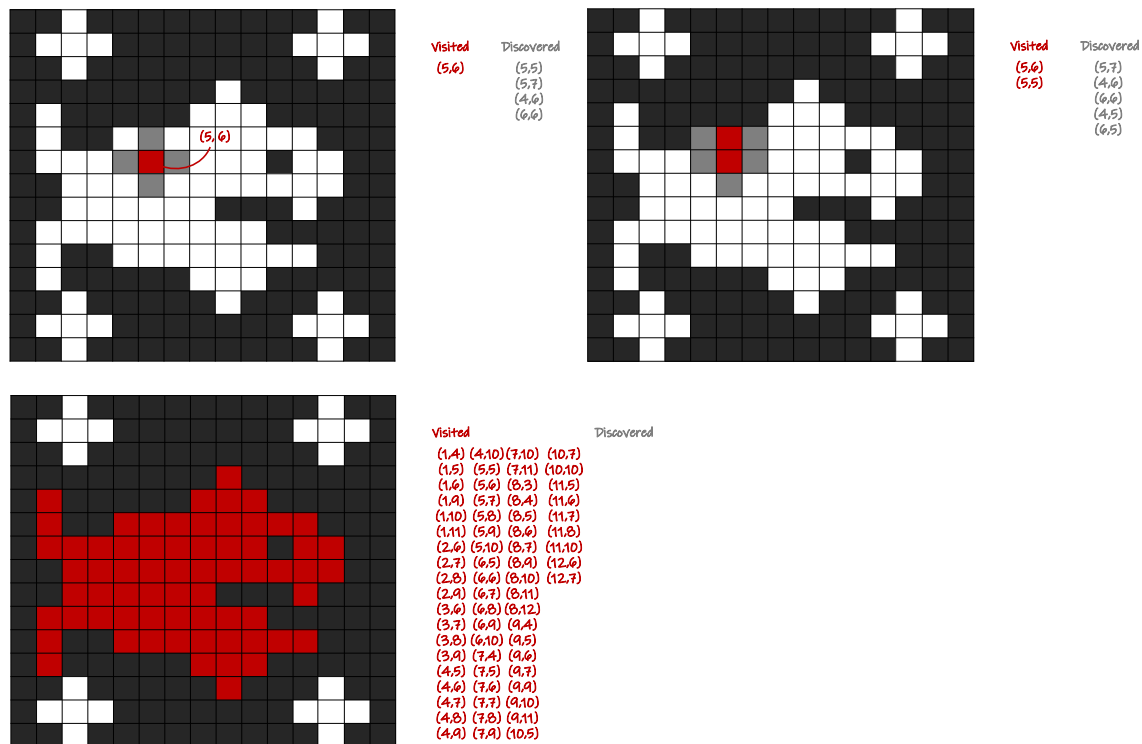 Visited Discovered
(5,6) (5,5)
(5,7)
(4,6)
(6,6)
(5,6)
Visited Discovered
(5,6) (5,7)
(5,5) (4,6)
(6,6)
(4,5)
(6,5)
Visited Discovered
(1,4) (4,10) (7,10) (10,7)
(1,5) (5,5) (7,11) (10,10)
(1,6) (5,6) (8,3) (11,5)
(1,9) (5,7) (8,4) (11,6)
(1,10) (5,8) (8,5) (11,7)
(1,11) (5,9) (8,6) (11,8)
(2,6) (5,10) (8,7) (11,10)
(2,7) (6,5) (8,9) (12,6)
(2,8) (6,6) (8,10) (12,7)
(2,9) (6,7) (8,11)
(3,6) (6,8) (8,12)
(3,7) (6,9) (9,4)
(3,8) (6,10) (9,5)
(3,9) (7,4) (9,6)
(4,5) (7,5) (9,7)
(4,6) (7,6) (9,9)
(4,7) (7,7) (9,10)
(4,8) (7,8) (9,11)
(4,9) (7,9) (10,5)